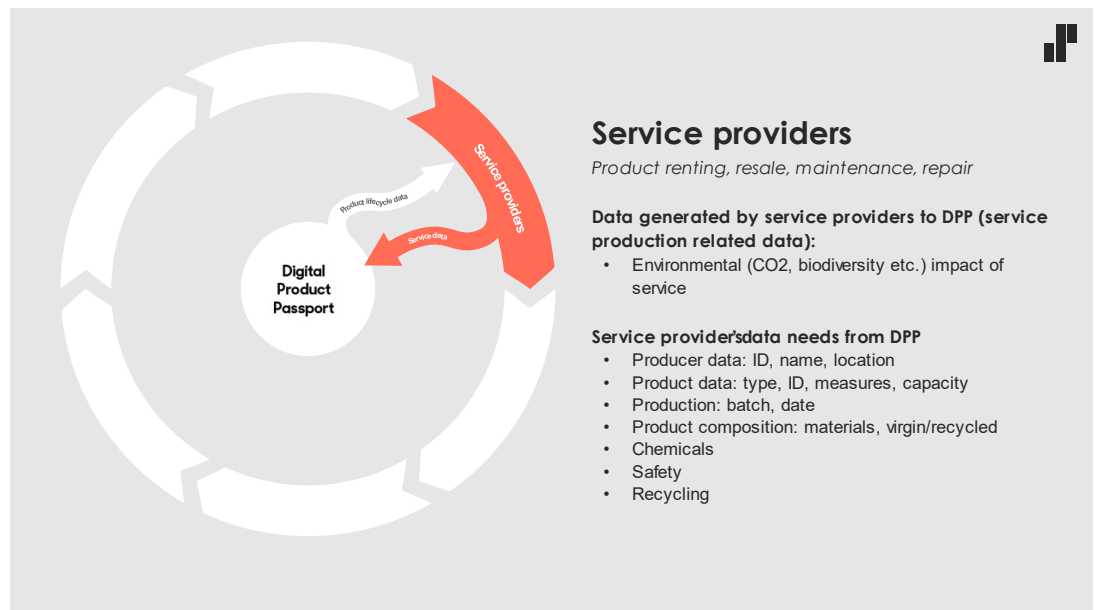 Service providers
Product lifecycle data
Service data
Digital
Product
Passport
Service providers
Product renting, resale, maintenance, repair
Data generated by service providers to DPP (service
production related data):
• Environmental (CO2, biodiversity etc.) impact of
service
Service provider'sdata needs from DPP
• Producer data: ID, name, location
• Product data: type, ID, measures, capacity
• Production: batch, date
• Product composition: materials, virgin/recycled
• Chemicals
• Safety
• Recycling